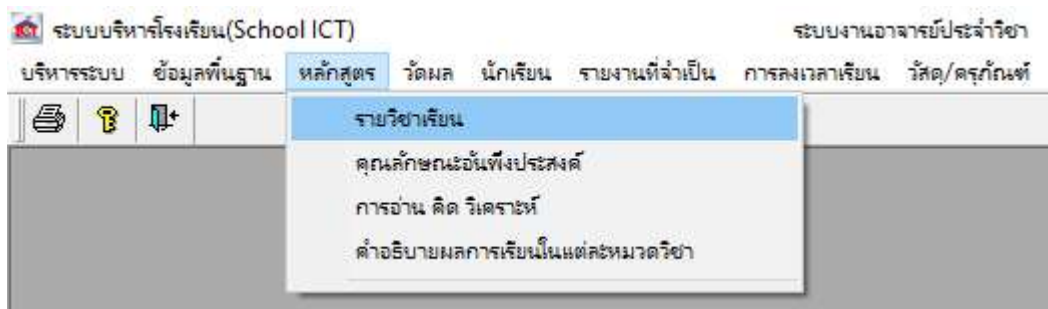 ระบบบริหารโรงเรียน(School ICT) ระบบงานอาจารย์ประจำวิชา
บริหารระบบ ข้อมูลพื้นฐาน หลักสูตร วัดผล นักเรียน รายงานที่จำเป็น การลงเวลาเรียน วัสดุ/ครุภัณฑ์
รายวิชาเรียน
คุณลักษณะอันพึงประสงค์
การอ่าน คิด วิเคราะห์
คำอธิบายผลการเรียนในแต่ละหมวดวิชา